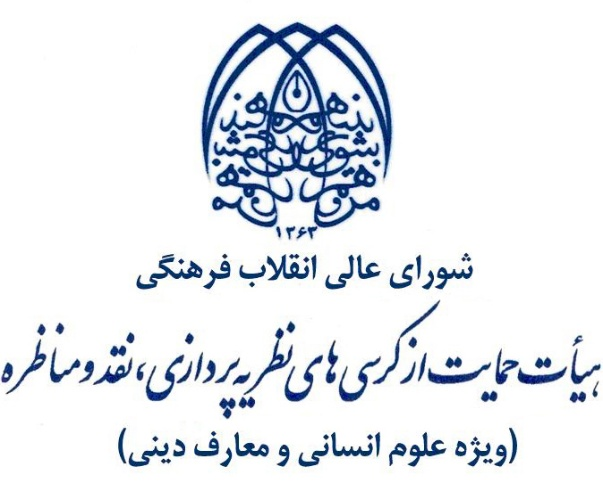 ۱۳۶۳
شورای عالی انقلاب فرهنگی
هیأت حمایت از کرسی های نظریه پردازی، نقد و مناظره
(ویژه علوم انسانی و معارف دینی)